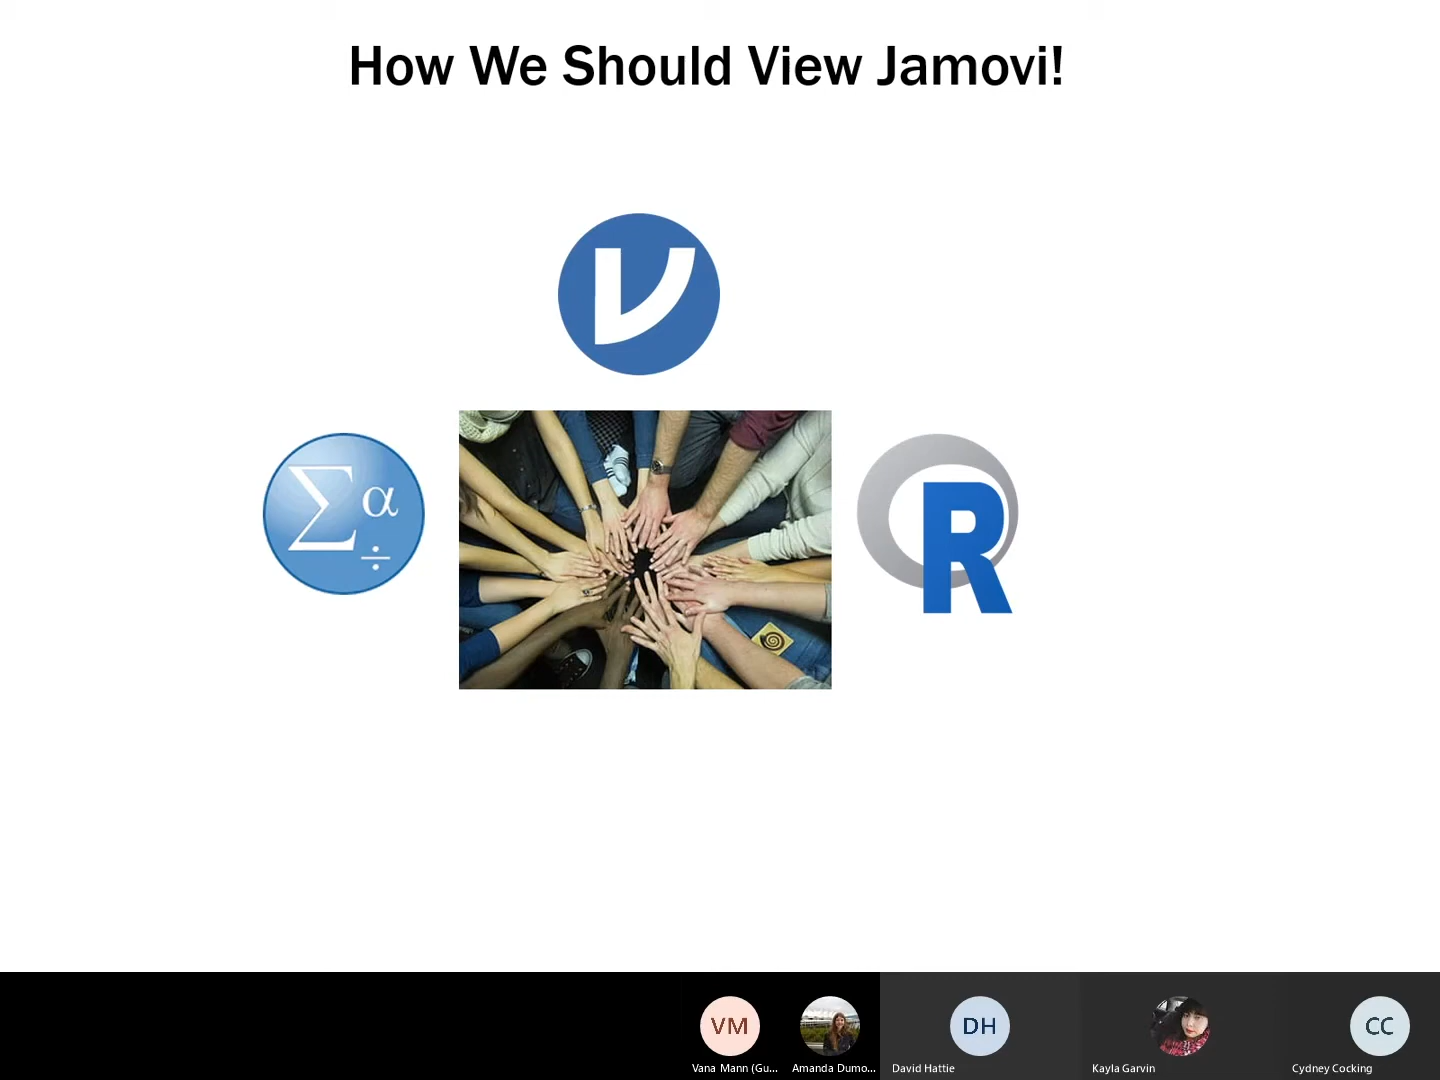 How We Should View Jamovi!
V
Σ α
÷
R
VM
DH
CC
Vana Mann (Gu...
Amanda Dumo...
David Hattie
Kayla Garvin
Cydney Cocking